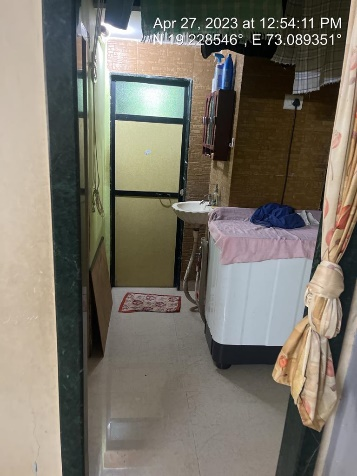 Apr 27, 2023 at 12:54:11 PM
N 19.228546°, E 73.089351°